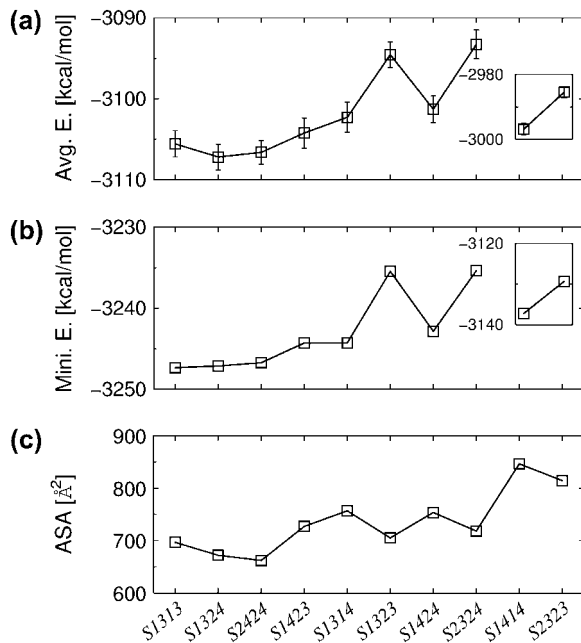 (a)
Avg. E. [kcal/mol]
−3090
−3100
−3110
−2980
−3000
(b)
Mini. E. [kcal/mol]
−3230
−3240
−3250
−3120
−3140
(c)
ASA [Å²]
900
800
700
600
S1313 S1324 S2424 S1423 S1314 S1323 S1424 S2324 S1414 S2323